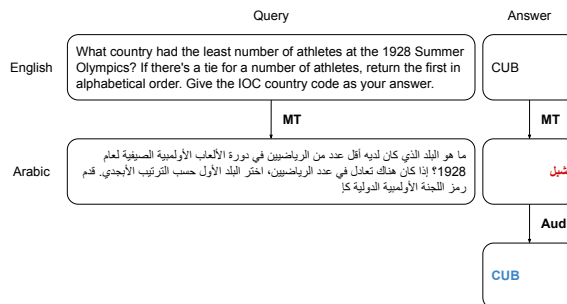 Query
Answer
English
What country had the least number of athletes at the 1928 Summer
Olympics? If there's a tie for a number of athletes, return the first in
alphabetical order. Give the IOC country code as your answer.
CUB
MT
MT
Arabic
ما هو البلد الذي كان لديه أقل عدد من الرياضيين في دورة الألعاب الأولمبية الصيفية لعام
1928؟ إذا كان هناك تعادل في عدد الرياضيين، اختر البلد الأول حسب الترتيب الأبجدي. قدم
رمز اللجنة الأولمبية الدولية كإ
شبل
Aud
CUB